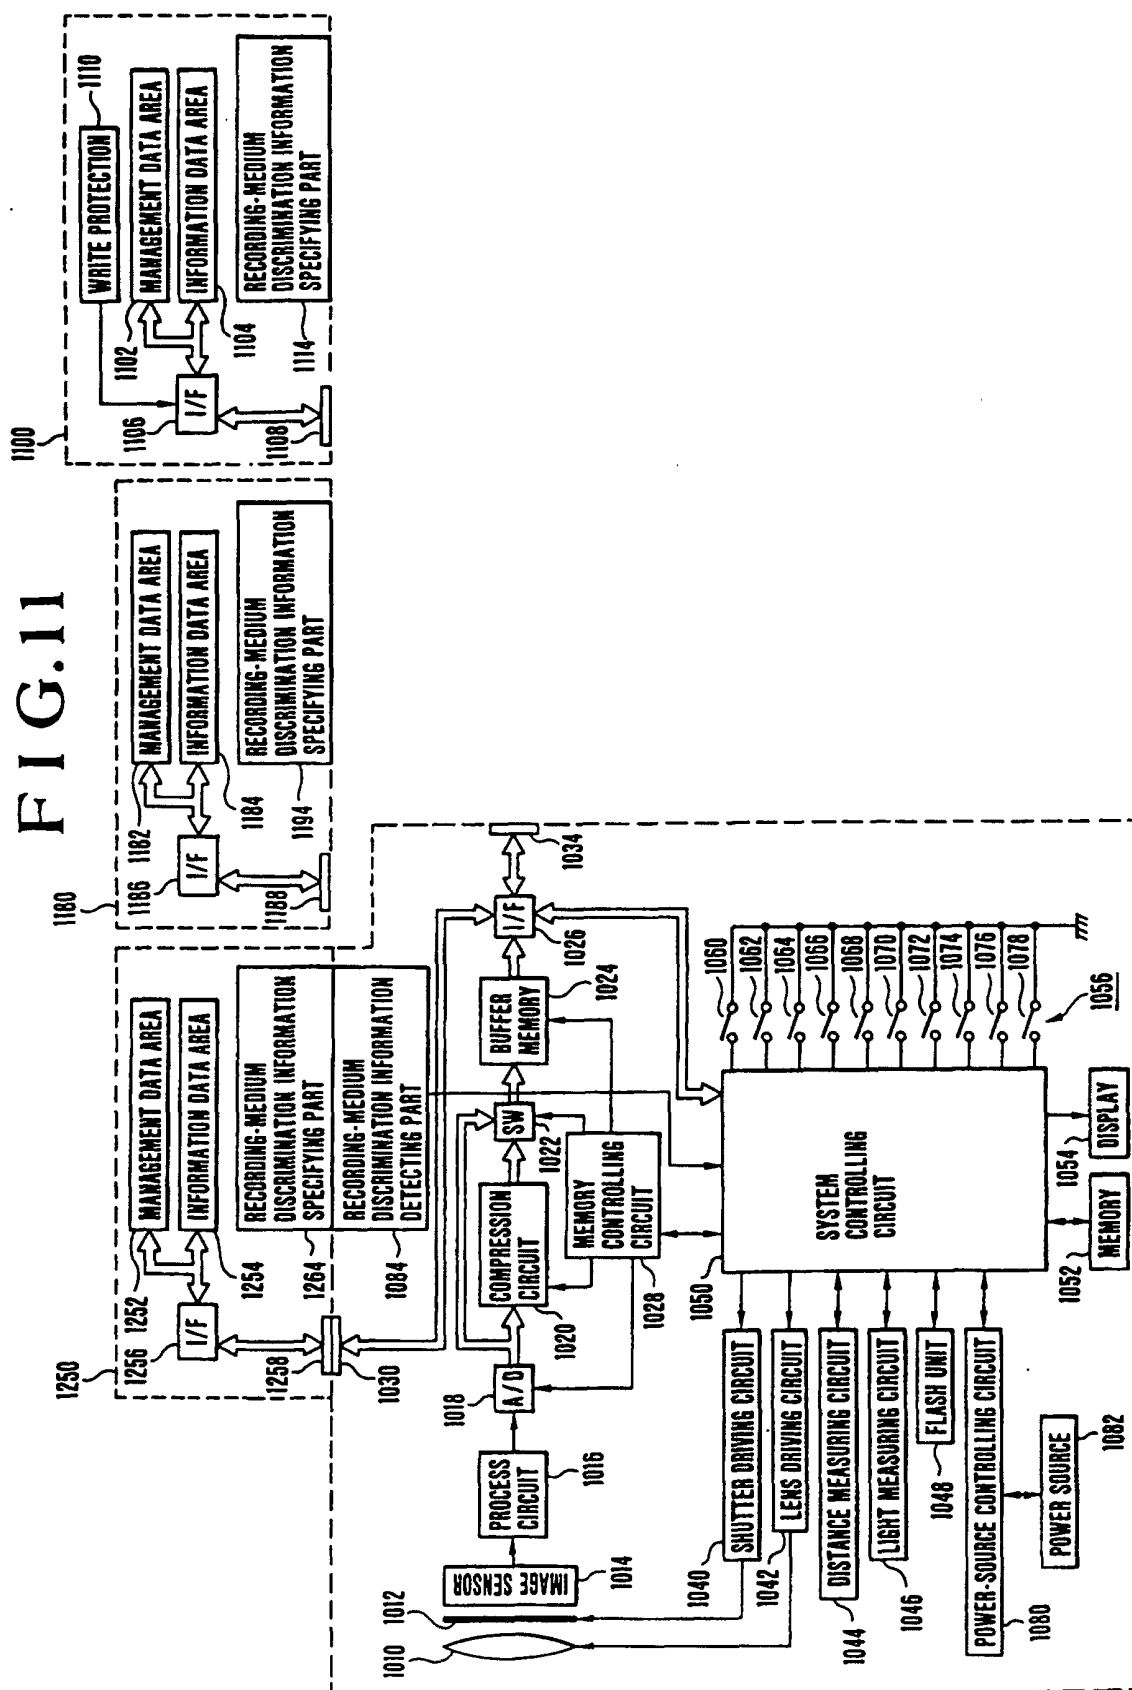 FIG.11
1250
1252
MANAGEMENT DATA AREA
INFORMATION DATA AREA
1254
1256
I/F
RECORDING-MEDIUM
DISCRIMINATION INFORMATION
SPECIFYING PART
1264
RECORDING-MEDIUM
DISCRIMINATION INFORMATION
DETECTING PART
1084
1258
1030
1180
1182
MANAGEMENT DATA AREA
INFORMATION DATA AREA
1184
1186
I/F
RECORDING-MEDIUM
DISCRIMINATION INFORMATION
SPECIFYING PART
1194
1188
1100
WRITE PROTECTION
1110
1102
MANAGEMENT DATA AREA
INFORMATION DATA AREA
1104
1106
I/F
RECORDING-MEDIUM
DISCRIMINATION INFORMATION
SPECIFYING PART
1114
1108
1010
1012
IMAGE SENSOR
1014
PROCESS
CIRCUIT
1016
A/D
1018
COMPRESSION
CIRCUIT
1020
SW
1022
BUFFER
MEMORY
1024
I/F
1026
1034
MEMORY
CONTROLLING
CIRCUIT
1028
1040
SHUTTER DRIVING CIRCUIT
1042
LENS DRIVING CIRCUIT
1044
DISTANCE MEASURING CIRCUIT
LIGHT MEASURING CIRCUIT
1046
FLASH UNIT
1048
POWER-SOURCE CONTROLLING CIRCUIT
1080
POWER SOURCE
1082
1050
SYSTEM
CONTROLLING
CIRCUIT
1052
MEMORY
1054
DISPLAY
1060
1062
1064
1066
1068
1070
1072
1074
1076
1078
1056